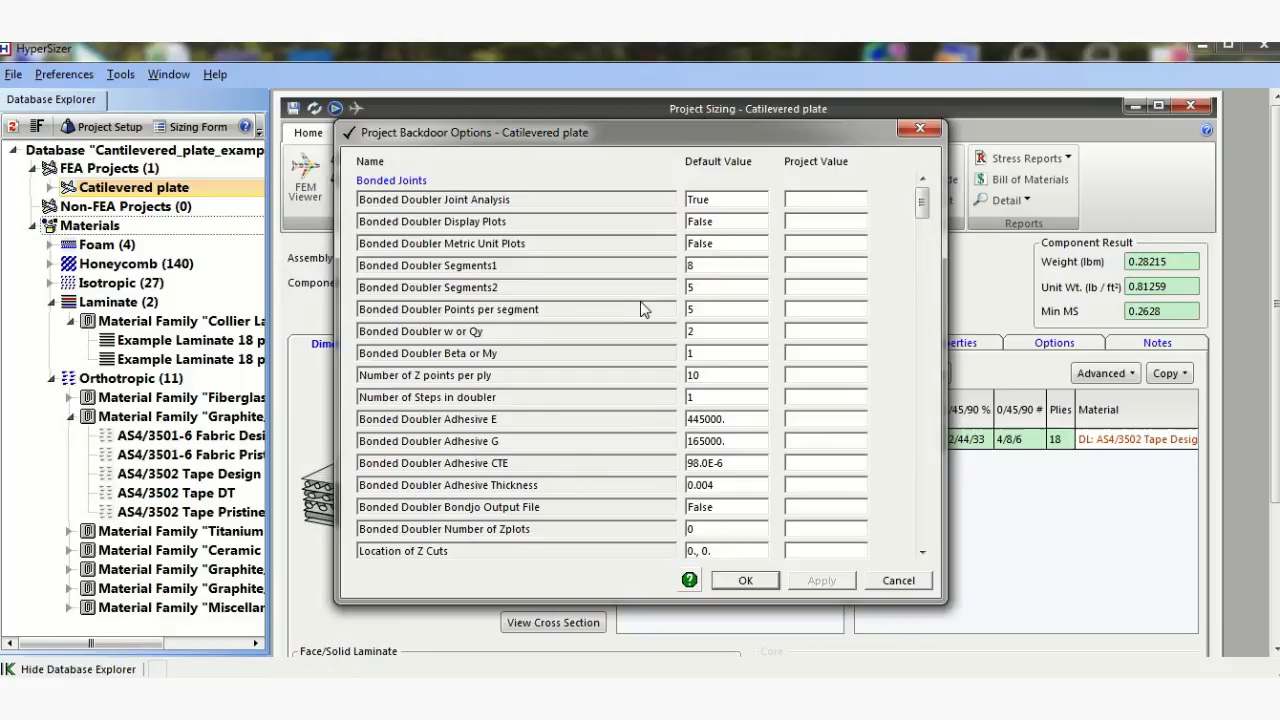 HyperSizer
File Preferences Tools Window Help
Database Explorer
Project Setup Sizing Form
Database "Cantilevered_plate_examp
FEA Projects (1)
Catilevered plate
Non-FEA Projects (0)
Materials
Foam (4)
Honeycomb (140)
Isotropic (27)
Laminate (2)
Material Family "Collier La
Example Laminate 18 p
Example Laminate 18 p
Orthotropic (11)
Material Family "Fiberglas
Material Family "Graphite,
AS4/3501-6 Fabric Desi
AS4/3501-6 Fabric Prist
AS4/3502 Tape Design
AS4/3502 Tape DT
AS4/3502 Tape Pristine
Material Family "Titanium
Material Family "Ceramic
Material Family "Graphite,
Material Family "Graphite,
Material Family "Miscellar
Hide Database Explorer
Project Sizing - Catilevered plate
Home
FEM
Viewer
Stress Reports
Bill of Materials
Detail
Reports
Assembly
Compone
Component Result
Weight (lbm) 0.28215
Unit Wt. (lb / ft²) 0.81259
Min MS 0.2628
Dime
erties Options Notes
Advanced Copy
0/45/90 % 0/45/90 # Plies Material
2/44/33 4/8/6 18 DL: AS4/3502 Tape Desig
View Cross Section
Face/Solid Laminate
Core
Project Backdoor Options - Catilevered plate
Name Default Value Project Value
Bonded Joints
Bonded Doubler Joint Analysis True
Bonded Doubler Display Plots False
Bonded Doubler Metric Unit Plots False
Bonded Doubler Segments1 8
Bonded Doubler Segments2 5
Bonded Doubler Points per segment 5
Bonded Doubler w or Qy 2
Bonded Doubler Beta or My 1
Number of Z points per ply 10
Number of Steps in doubler 1
Bonded Doubler Adhesive E 445000.
Bonded Doubler Adhesive G 165000.
Bonded Doubler Adhesive CTE 98.0E-6
Bonded Doubler Adhesive Thickness 0.004
Bonded Doubler Bondjo Output File False
Bonded Doubler Number of Zplots 0
Location of Z Cuts 0., 0.
OK Apply Cancel